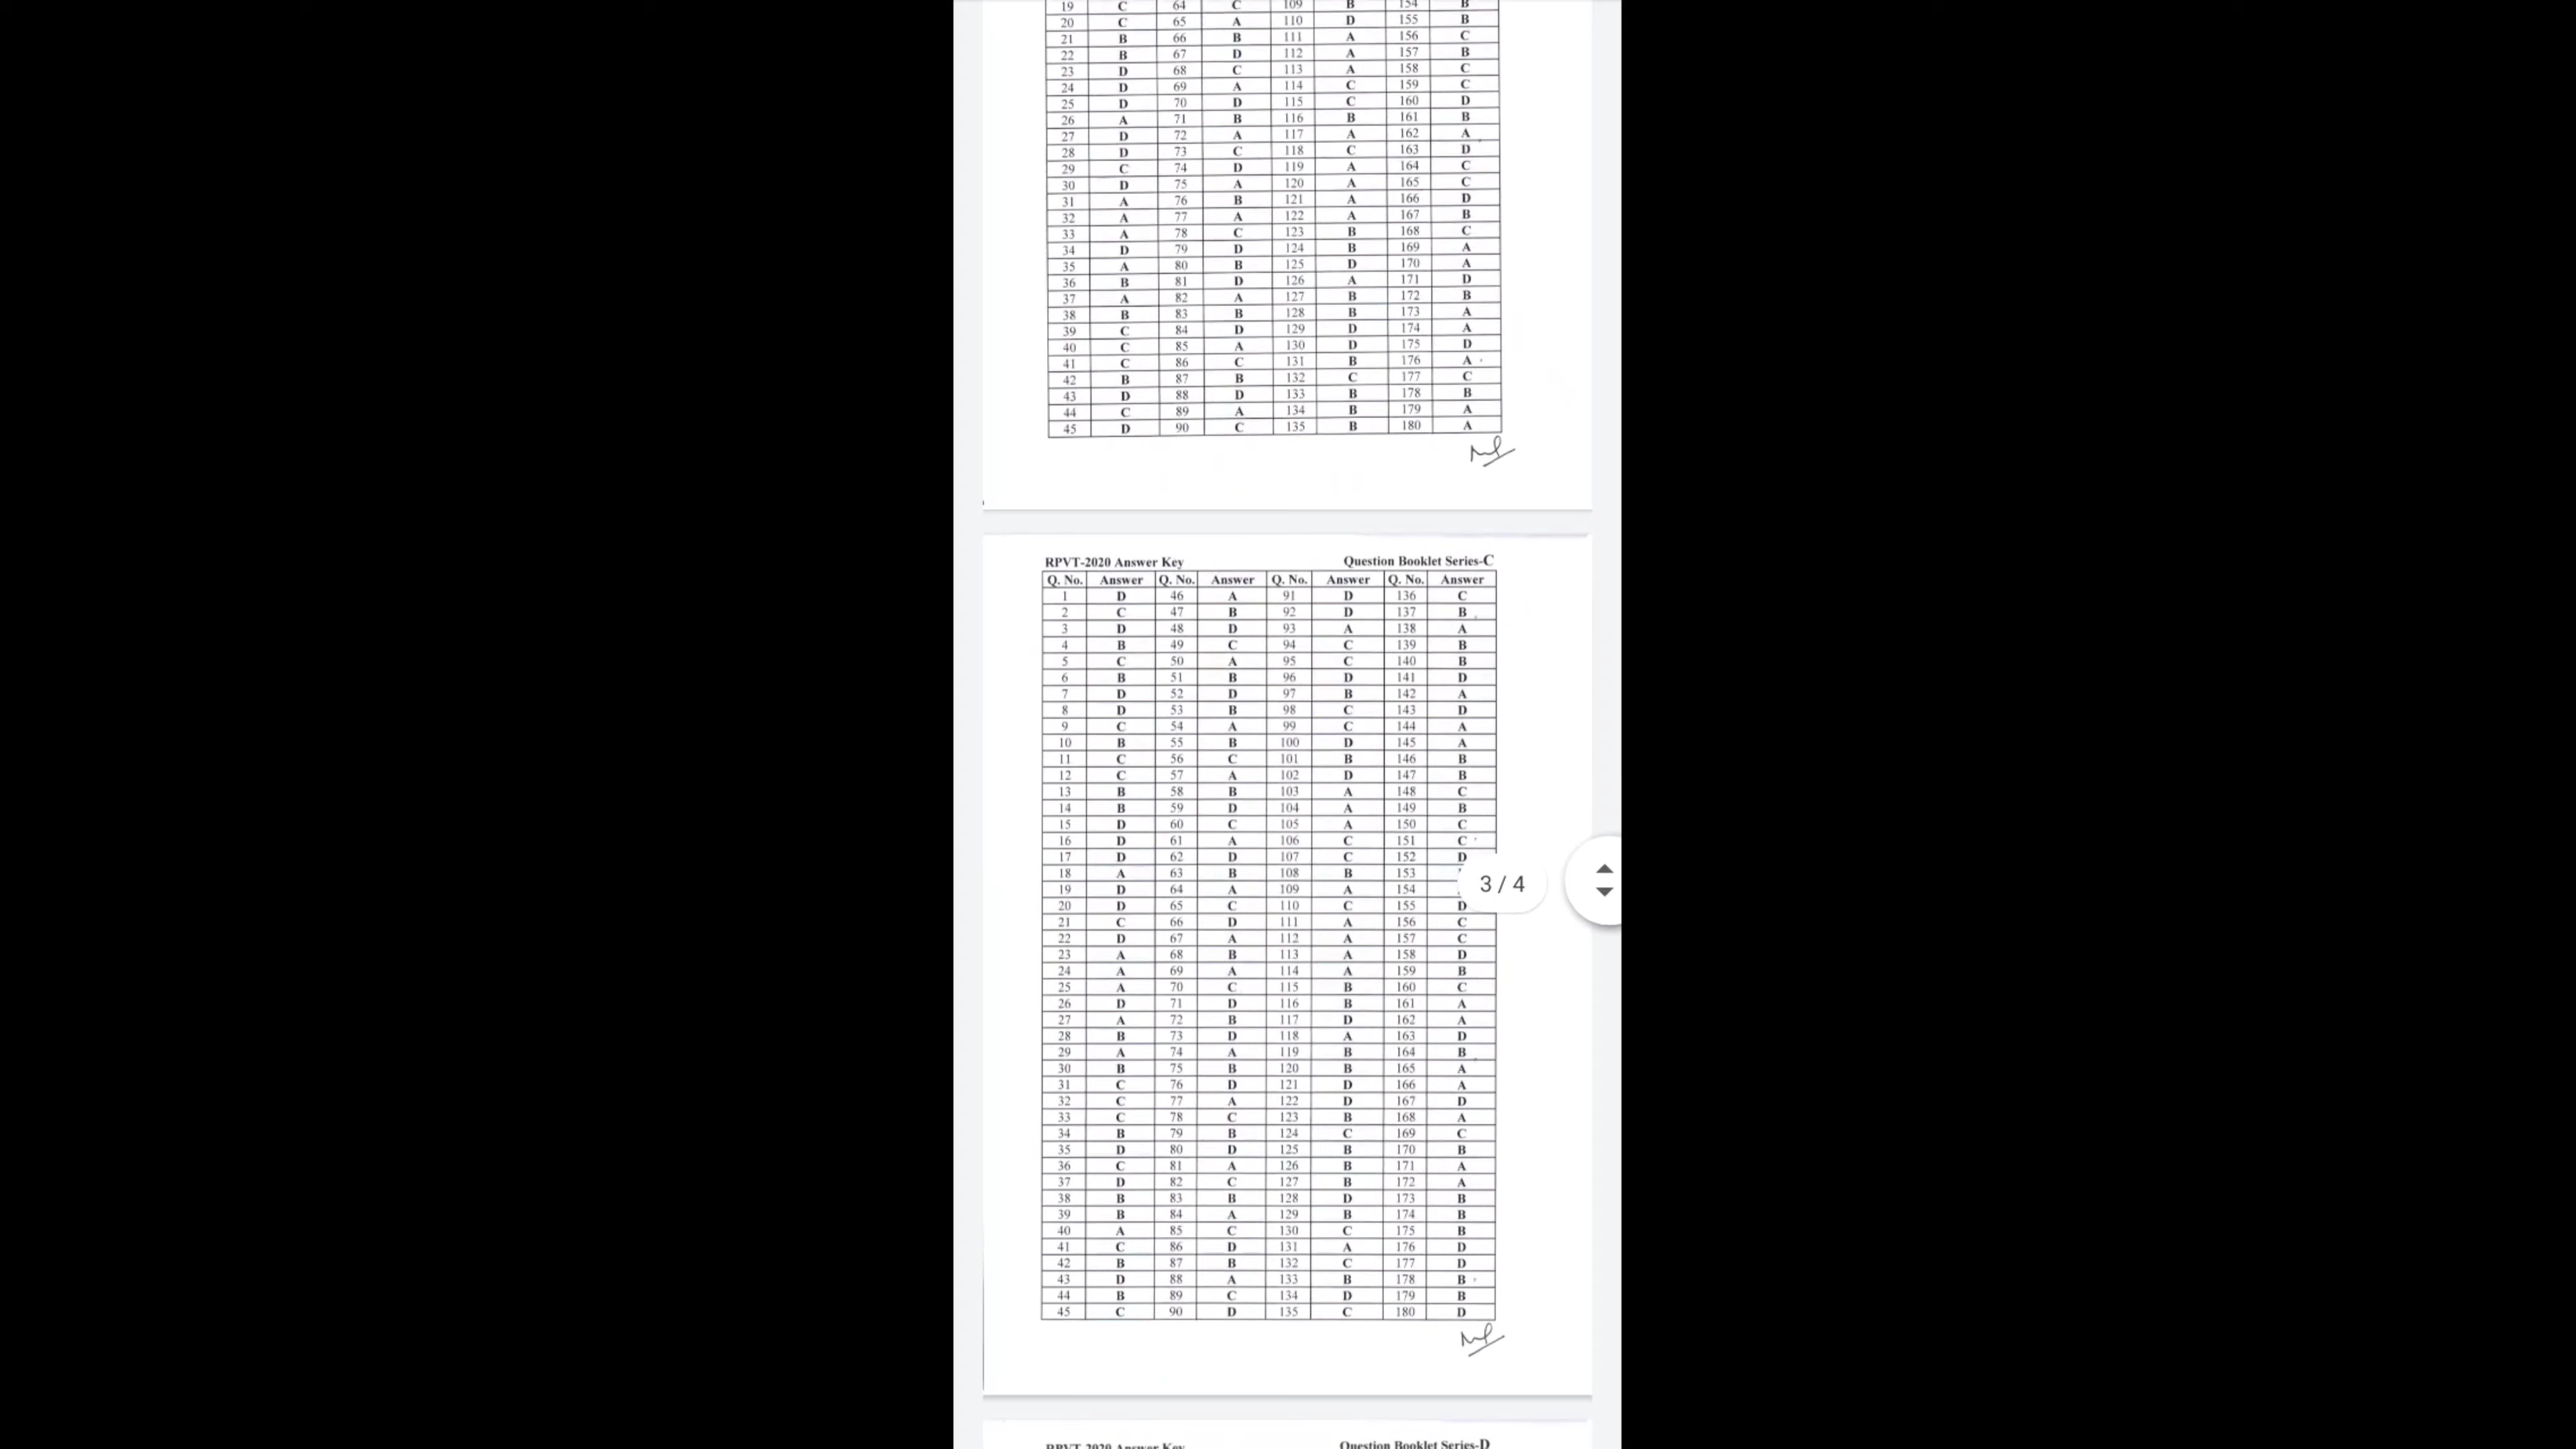 19 C 64 C 109 B 154 B
20 C 65 A 110 D 155 B
21 B 66 B 111 A 156 C
22 B 67 D 112 A 157 B
23 D 68 C 113 A 158 C
24 D 69 A 114 C 159 C
25 D 70 D 115 C 160 D
26 A 71 B 116 B 161 B
27 D 72 A 117 A 162 A
28 D 73 C 118 C 163 D
29 C 74 D 119 A 164 C
30 D 75 A 120 A 165 C
31 A 76 B 121 A 166 D
32 A 77 A 122 A 167 B
33 A 78 C 123 B 168 C
34 D 79 D 124 B 169 A
35 A 80 B 125 D 170 A
36 B 81 D 126 A 171 D
37 A 82 A 127 B 172 B
38 B 83 B 128 B 173 A
39 C 84 D 129 D 174 A
40 C 85 A 130 D 175 D
41 C 86 C 131 B 176 A
42 B 87 B 132 C 177 C
43 D 88 D 133 B 178 B
44 C 89 A 134 B 179 A
45 D 90 C 135 B 180 A
RPVT-2020 Answer Key Question Booklet Series-C
Q. No. Answer Q. No. Answer Q. No. Answer Q. No. Answer
1 D 46 A 91 D 136 C
2 C 47 B 92 D 137 B
3 D 48 D 93 A 138 A
4 B 49 C 94 C 139 B
5 C 50 A 95 C 140 B
6 B 51 B 96 D 141 D
7 D 52 D 97 B 142 A
8 D 53 B 98 C 143 D
9 C 54 A 99 C 144 A
10 B 55 B 100 D 145 A
11 C 56 C 101 B 146 B
12 C 57 A 102 D 147 B
13 B 58 B 103 A 148 C
14 B 59 D 104 A 149 B
15 D 60 C 105 A 150 C
16 D 61 A 106 C 151 C
17 D 62 D 107 C 152 D
18 A 63 B 108 B 153
19 D 64 A 109 A 154
3 / 4
20 D 65 C 110 C 155 D
21 C 66 D 111 A 156 C
22 D 67 A 112 A 157 C
23 A 68 B 113 A 158 D
24 A 69 A 114 A 159 B
25 A 70 C 115 B 160 C
26 D 71 D 116 B 161 A
27 A 72 B 117 D 162 A
28 B 73 D 118 A 163 D
29 A 74 A 119 B 164 B
30 B 75 B 120 B 165 A
31 C 76 D 121 D 166 A
32 C 77 A 122 D 167 D
33 C 78 C 123 B 168 A
34 B 79 B 124 C 169 C
35 D 80 D 125 B 170 B
36 C 81 A 126 B 171 A
37 D 82 C 127 B 172 A
38 B 83 B 128 D 173 B
39 B 84 A 129 B 174 B
40 A 85 C 130 C 175 B
41 C 86 D 131 A 176 D
42 B 87 B 132 C 177 D
43 D 88 A 133 B 178 B
44 B 89 C 134 D 179 B
45 C 90 D 135 C 180 D
RPVT-2020 Answer Key Question Booklet Series-D